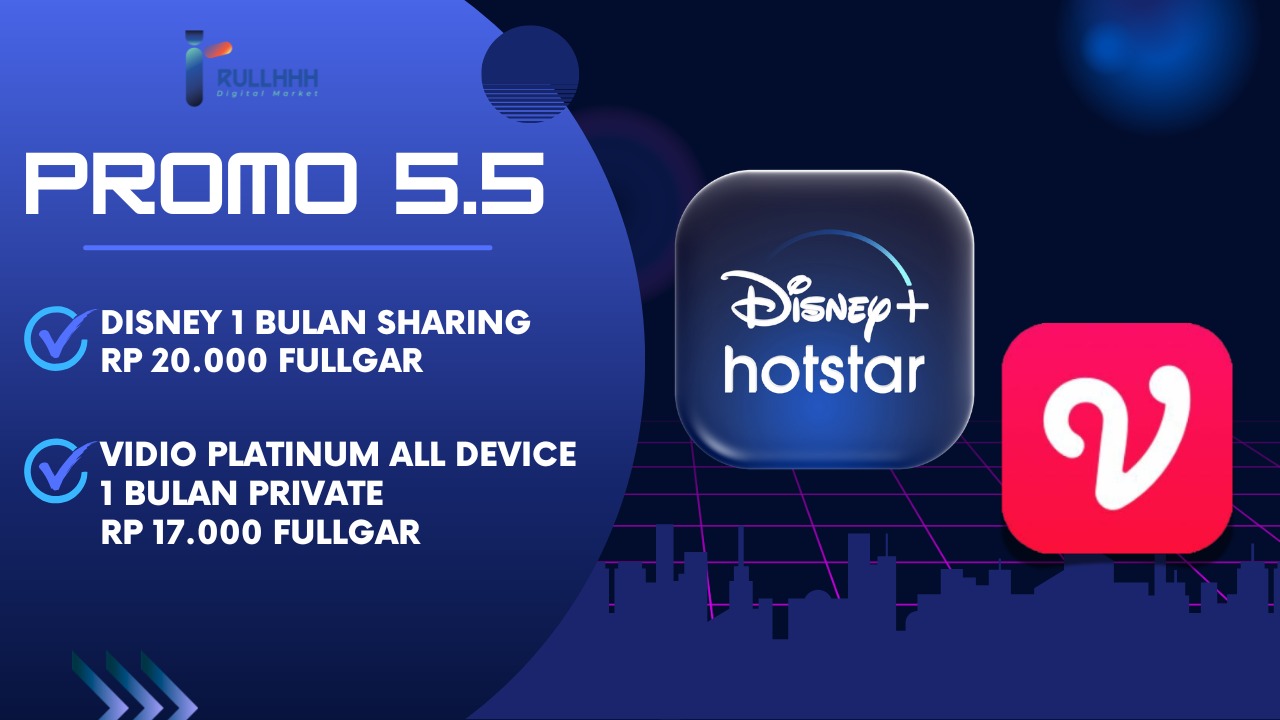 RULLHHH
Digital Market
PROMO 5.5
DISNEY 1 BULAN SHARING
RP 20.000 FULLGAR
VIDIO PLATINUM ALL DEVICE
1 BULAN PRIVATE
RP 17.000 FULLGAR
Disney+
hotstar
V